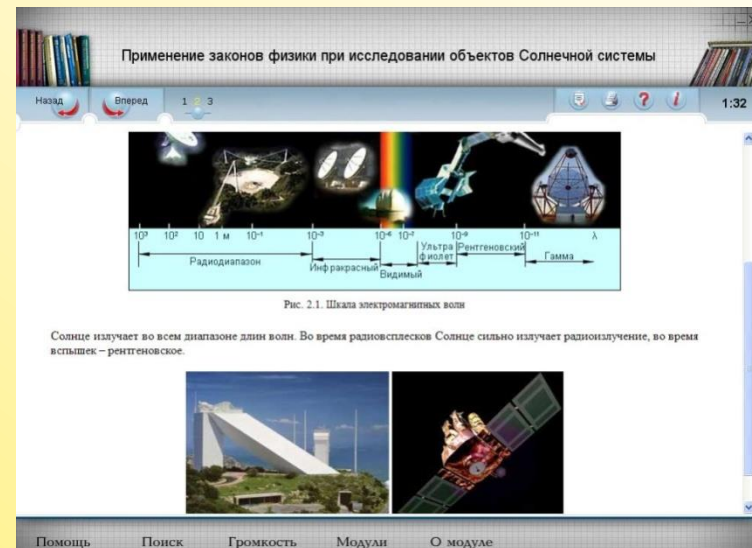 Применение законов физики при исследовании объектов Солнечной системы
Назад Вперед 1 2 3 1:32
10³ 10² 10 1 м 10⁻¹ 10⁻³ 10⁻⁶ 10⁻⁷ 10⁻⁹ 10⁻¹¹ λ
Радиодиапазон Инфракрасный Видимый Ультра фиолет Рентгеновский Гамма
Рис. 2.1. Шкала электромагнитных волн
Солнце излучает во всем диапазоне длин волн. Во время радиовсплесков Солнце сильно излучает радиоизлучение, во время
вспышек – рентгеновское.
Помощь Поиск Громкость Модули О модуле